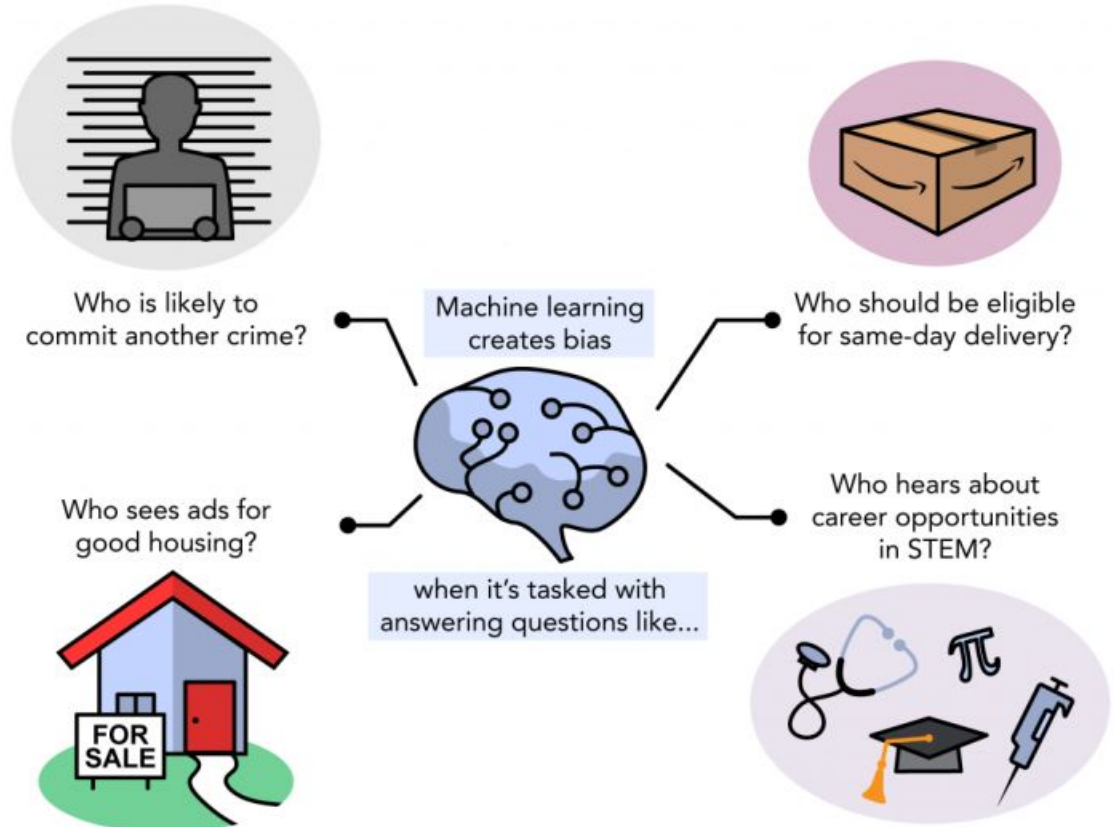 Who is likely to
commit another crime?
Machine learning
creates bias
Who should be eligible
for same-day delivery?
Who sees ads for
good housing?
Who hears about
career opportunities
in STEM?
when it's tasked with
answering questions like...
FOR
SALE
π